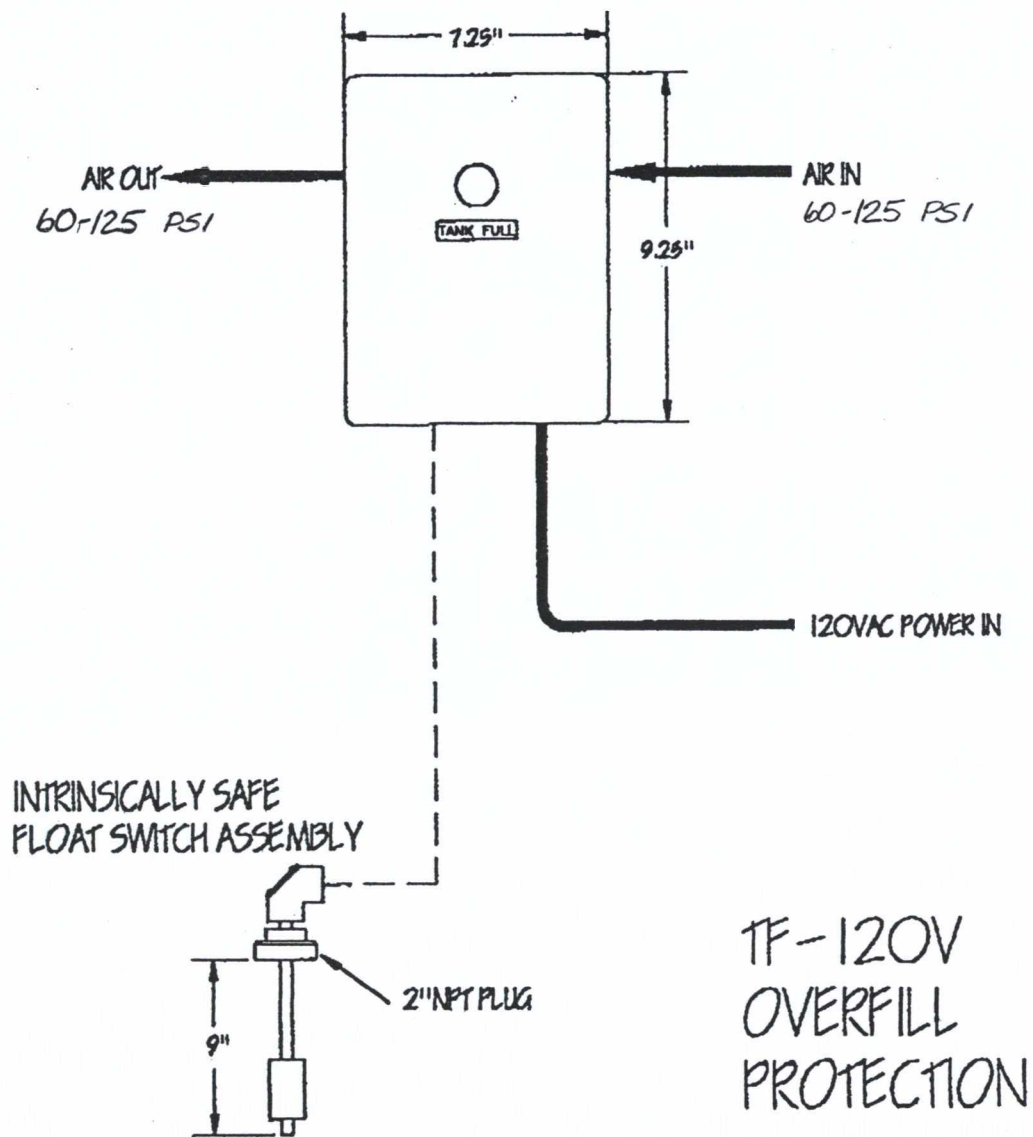 7.25"
AIR OUT
60-125 PSI
AIR IN
60-125 PSI
TANK FULL
9.25"
120VAC POWER IN
INTRINSICALLY SAFE
FLOAT SWITCH ASSEMBLY
2"NPT PLUG
9"
TF-120V
OVERFILL
PROTECTION